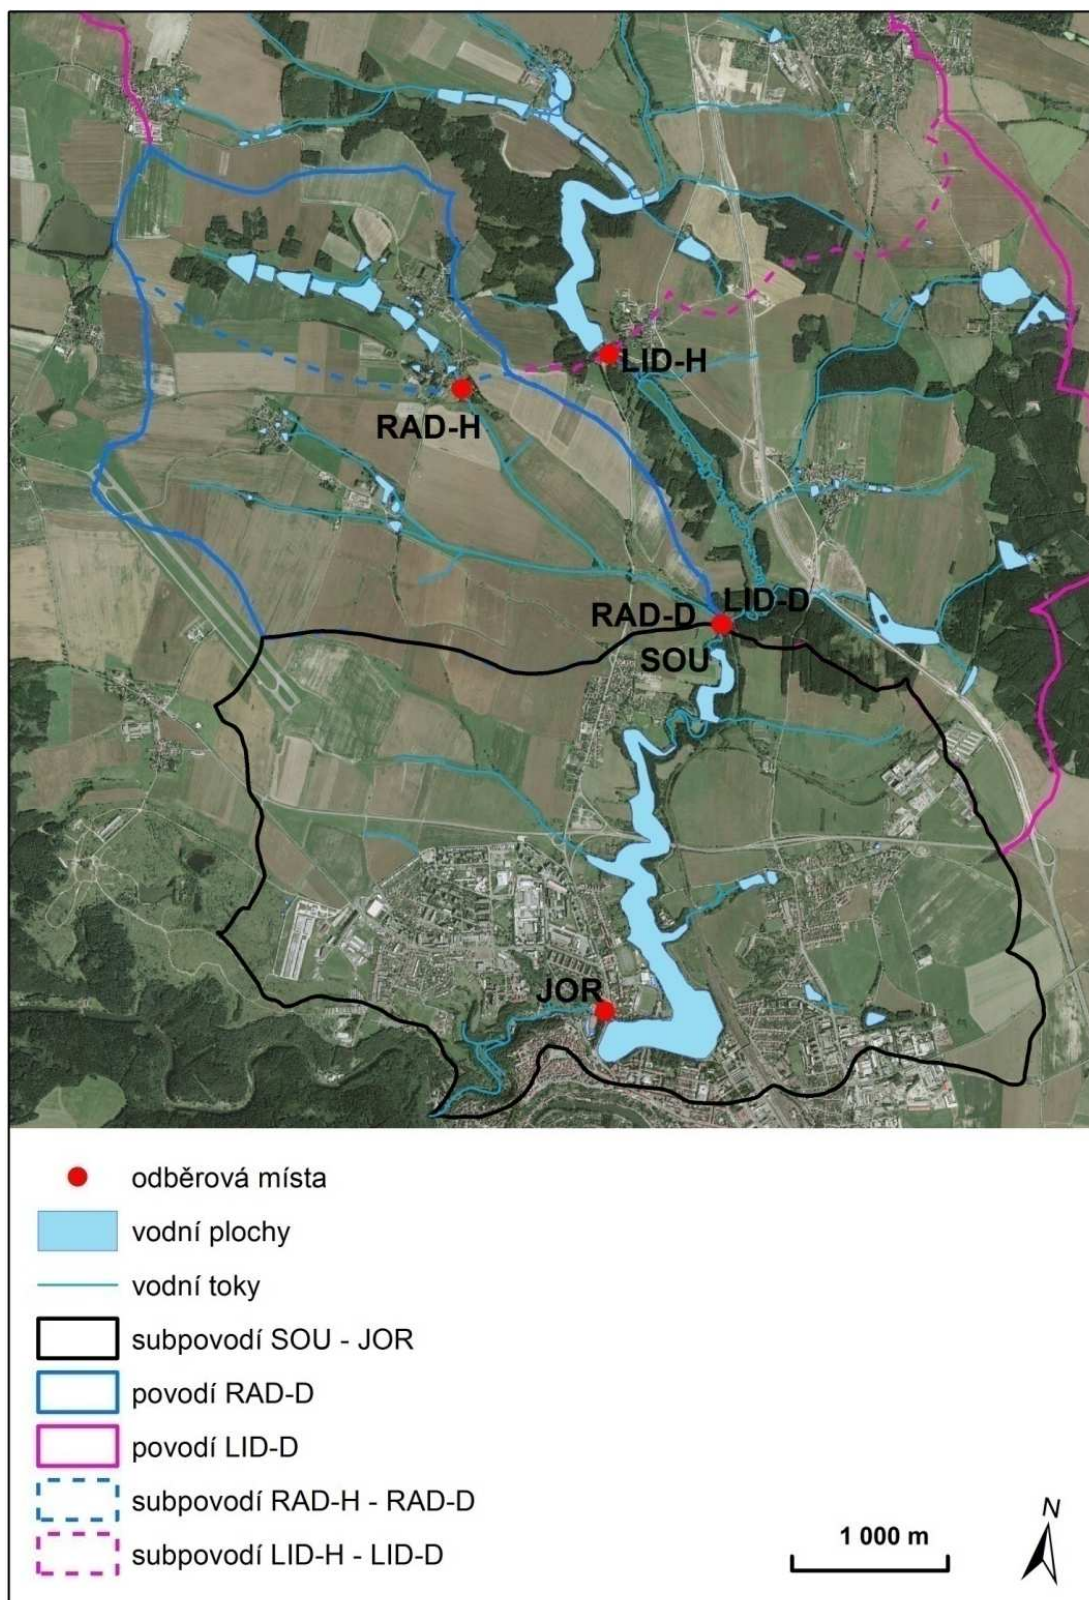 LID-H
RAD-H
RAD-D LID-D
SOU
JOR
odběrová místa
vodní plochy
vodní toky
subpovodí SOU - JOR
povodí RAD-D
povodí LID-D
subpovodí RAD-H - RAD-D
subpovodí LID-H - LID-D
1 000 m
N